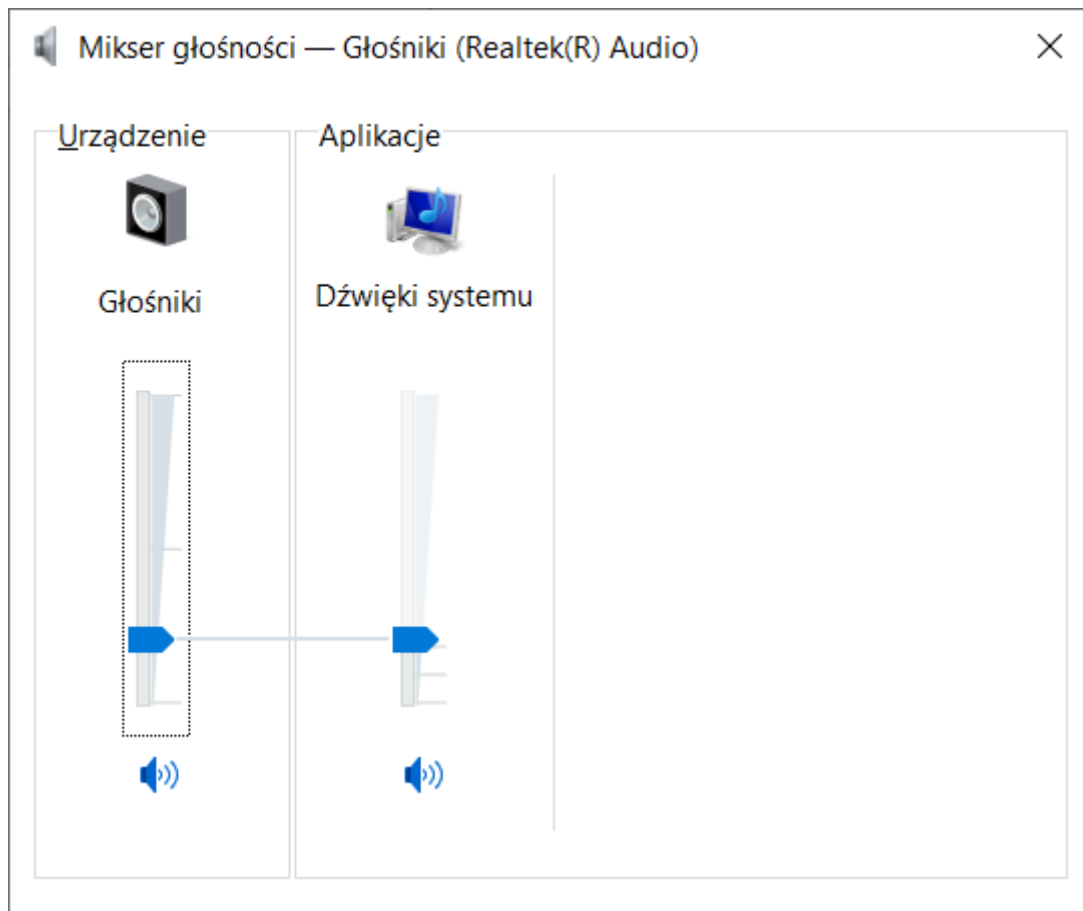 Mikser głośności — Głośniki (Realtek(R) Audio)
Urządzenie
Aplikacje
Głośniki
Dźwięki systemu